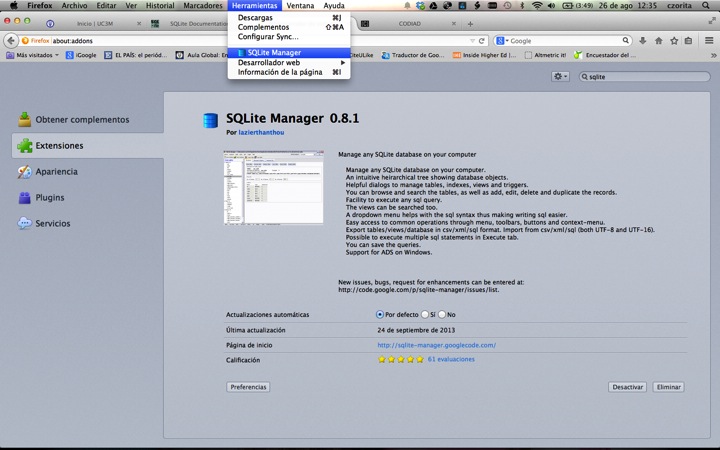 Firefox Archivo Editar Ver Historial Marcadores Herramientas Ventana Ayuda (3:49) 26 de ago 12:35 czorita
Descargas ⌘J
Complementos ⇧⌘A
Configurar Sync...
SQLite Manager
Desarrollador web
Información de la página ⌘I
Inicio | UC3M
SQLite Documentation
CODIAD
Firefox about:addons
Google
Más visitados iGoogle EL PAÍS: el periód... Aula Global: Ent CiteULike Traductor de Goo... Inside Higher Ed |... Altmetric it! Encuestador del ...
sqlite
Obtener complementos
Extensiones
Apariencia
Plugins
Servicios
SQLite Manager 0.8.1
Por lazierthanthou
Manage any SQLite database on your computer
Manage any SQLite database on your computer.
An intuitive heirarchical tree showing database objects.
Helpful dialogs to manage tables, indexes, views and triggers.
You can browse and search the tables, as well as add, edit, delete and duplicate the records.
Facility to execute any sql query.
The views can be searched too.
A dropdown menu helps with the sql syntax thus making writing sql easier.
Easy access to common operations through menu, toolbars, buttons and context-menu.
Export tables/views/database in csv/xml/sql format. Import from csv/xml/sql (both UTF-8 and UTF-16).
Possible to execute multiple sql statements in Execute tab.
You can save the queries.
Support for ADS on Windows.
New issues, bugs, request for enhancements can be entered at:
http://code.google.com/p/sqlite-manager/issues/list.
Actualizaciones automáticas Por defecto Sí No
Última actualización 24 de septiembre de 2013
Página de inicio http://sqlite-manager.googlecode.com/
Calificación 61 evaluaciones
Preferencias Desactivar Eliminar